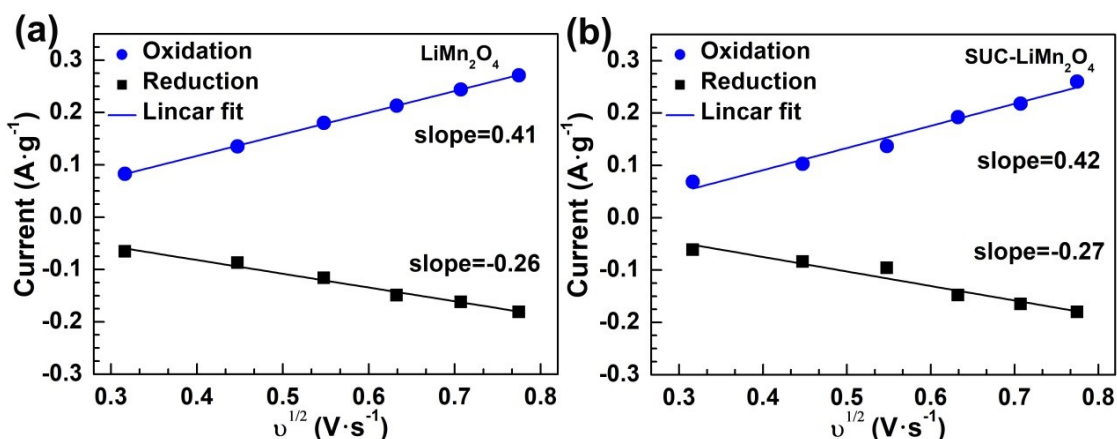 (a)
Oxidation
Reduction
Lincar fit
LiMn₂O₄
slope=0.41
slope=-0.26
Current (A·g⁻¹)
0.3
0.2
0.1
0.0
-0.1
-0.2
-0.3
0.3 0.4 0.5 0.6 0.7 0.8
υ^1/2 (V·s⁻¹)
(b)
Oxidation
Reduction
Lincar fit
SUC-LiMn₂O₄
slope=0.42
slope=-0.27
Current (A·g⁻¹)
0.3
0.2
0.1
0.0
-0.1
-0.2
-0.3
0.3 0.4 0.5 0.6 0.7 0.8
υ^1/2 (V·s⁻¹)